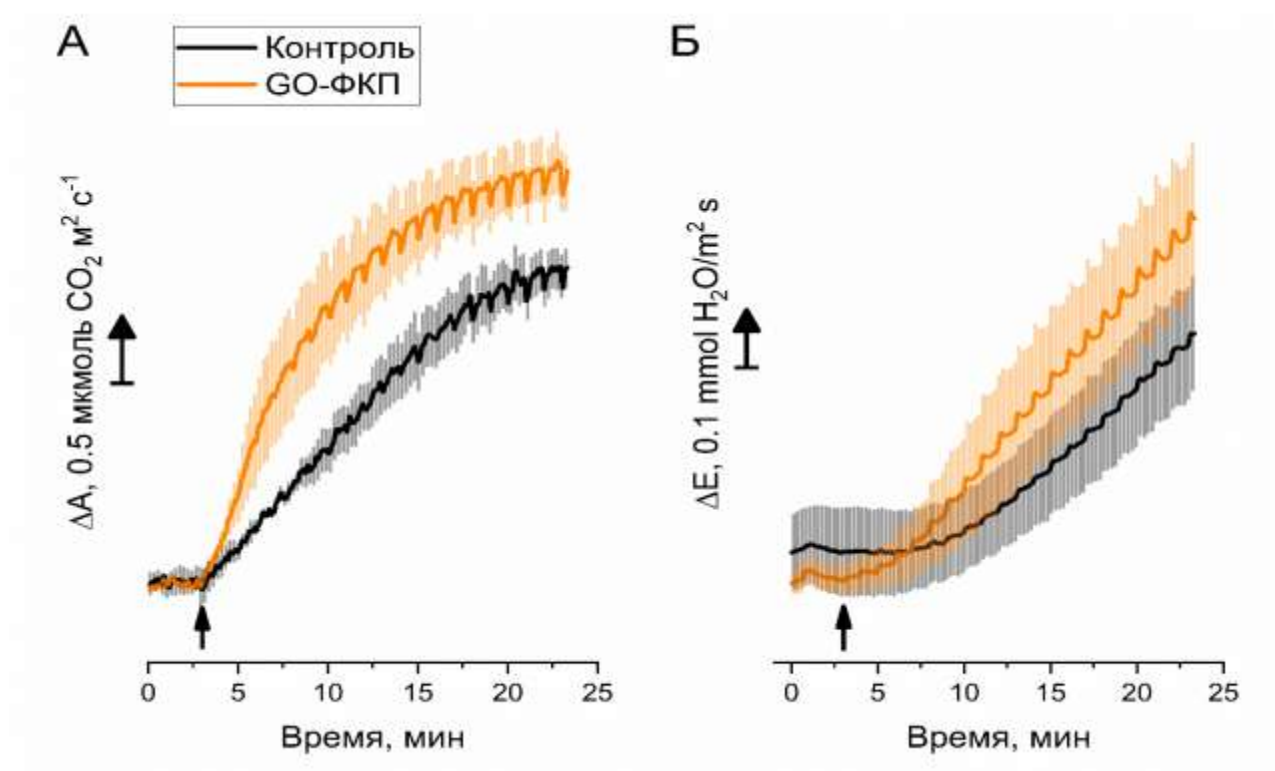 А
Контроль
GO-ФКП
ΔA, 0.5 мкмоль CO₂ м² с⁻¹
0 5 10 15 20 25
Время, мин
Б
ΔE, 0.1 mmol H₂O/m² s
0 5 10 15 20 25
Время, мин